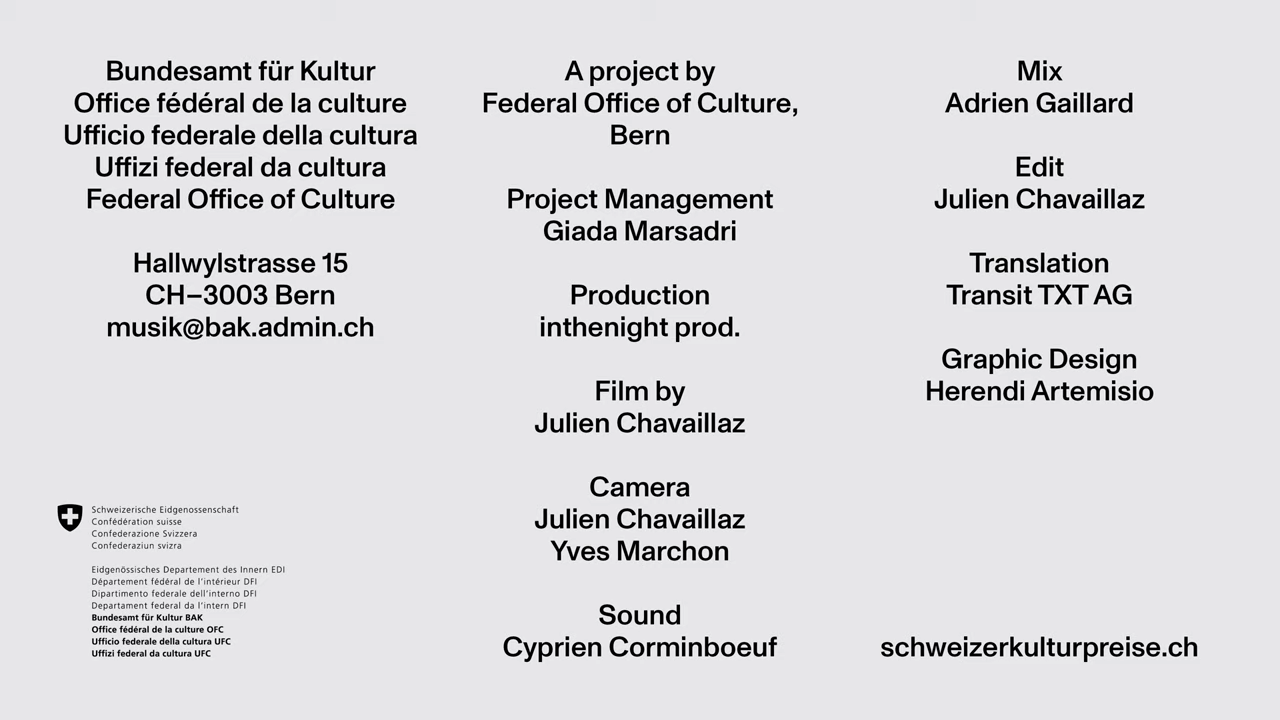 Bundesamt für Kultur
Office fédéral de la culture
Ufficio federale della cultura
Uffizi federal da cultura
Federal Office of Culture
Hallwylstrasse 15
CH–3003 Bern
musik@bak.admin.ch
Schweizerische Eidgenossenschaft
Confédération suisse
Confederazione Svizzera
Confederaziun svizra
Eidgenössisches Departement des Innern EDI
Département fédéral de l'intérieur DFI
Dipartimento federale dell'interno DFI
Departament federal da l'intern DFI
Bundesamt für Kultur BAK
Office fédéral de la culture OFC
Ufficio federale della cultura UFC
Uffizi federal da cultura UFC
A project by
Federal Office of Culture,
Bern
Project Management
Giada Marsadri
Production
inthenight prod.
Film by
Julien Chavaillaz
Camera
Julien Chavaillaz
Yves Marchon
Sound
Cyprien Corminboeuf
Mix
Adrien Gaillard
Edit
Julien Chavaillaz
Translation
Transit TXT AG
Graphic Design
Herendi Artemisio
schweizerkulturpreise.ch